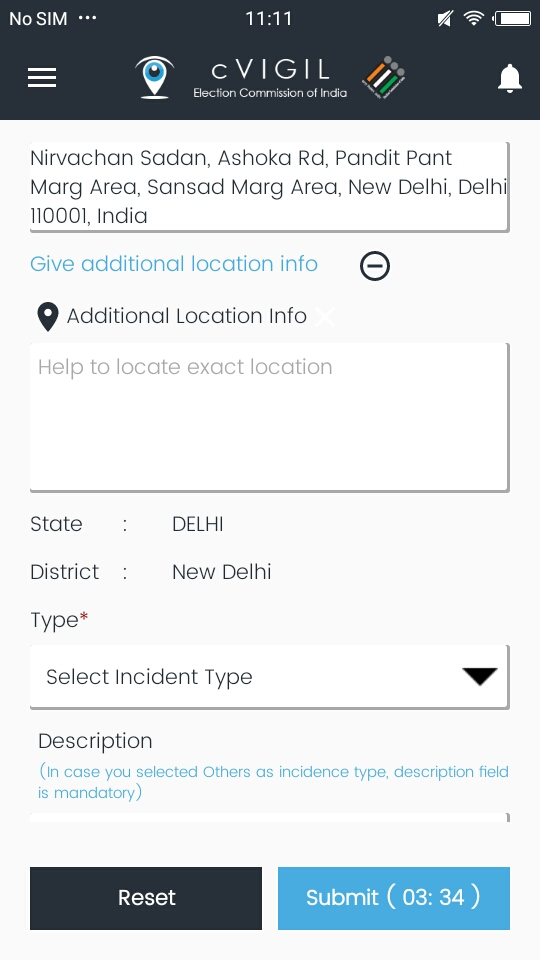 No SIM ••• 11:11
cVIGIL
Election Commission of India
Nirvachan Sadan, Ashoka Rd, Pandit Pant
Marg Area, Sansad Marg Area, New Delhi, Delhi
110001, India
Give additional location info
Additional Location Info
Help to locate exact location
State : DELHI
District : New Delhi
Type*
Select Incident Type
Description
(In case you selected Others as incidence type, description field
is mandatory)
Reset
Submit ( 03: 34 )